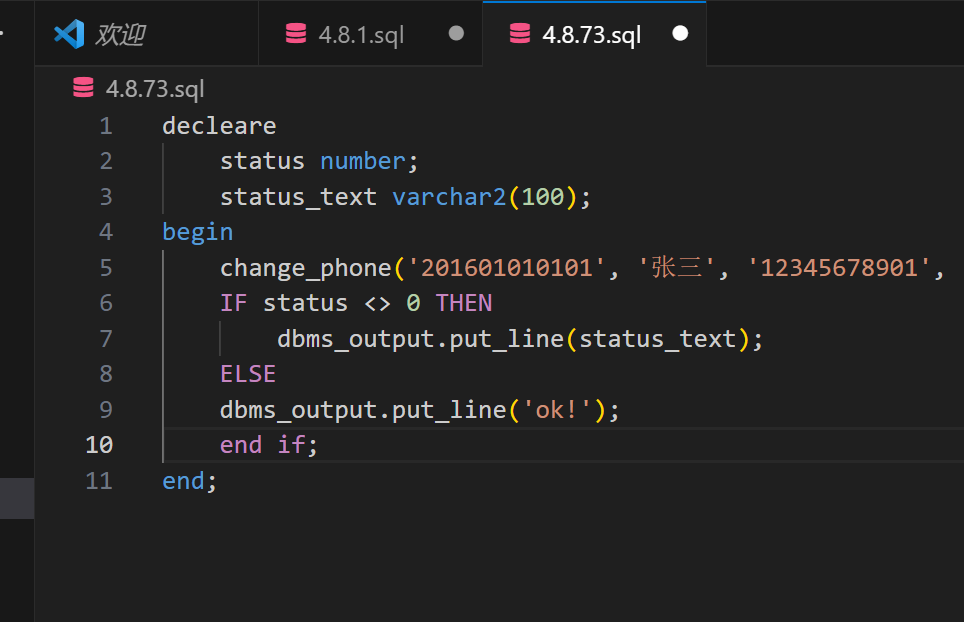 欢迎 4.8.1.sql 4.8.73.sql
4.8.73.sql
1 decleare
2 status number;
3 status_text varchar2(100);
4 begin
5 change_phone('201601010101', '张三', '12345678901',
6 IF status <> 0 THEN
7 dbms_output.put_line(status_text);
8 ELSE
9 dbms_output.put_line('ok!');
10 end if;
11 end;